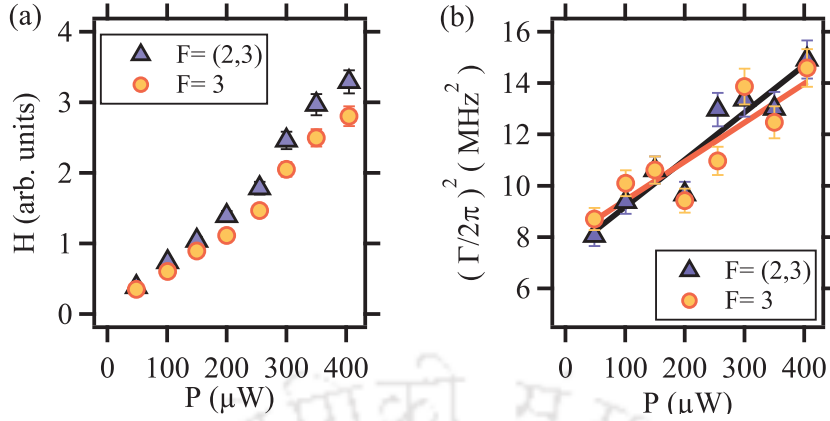 (a)
H (arb. units)
4
3
2
1
0
F= (2,3)
F= 3
0 100 200 300 400
P (μW)
(b)
(Γ/2π)² (MHz²)
16
14
12
10
8
6
F= (2,3)
F= 3
0 100 200 300 400
P (μW)